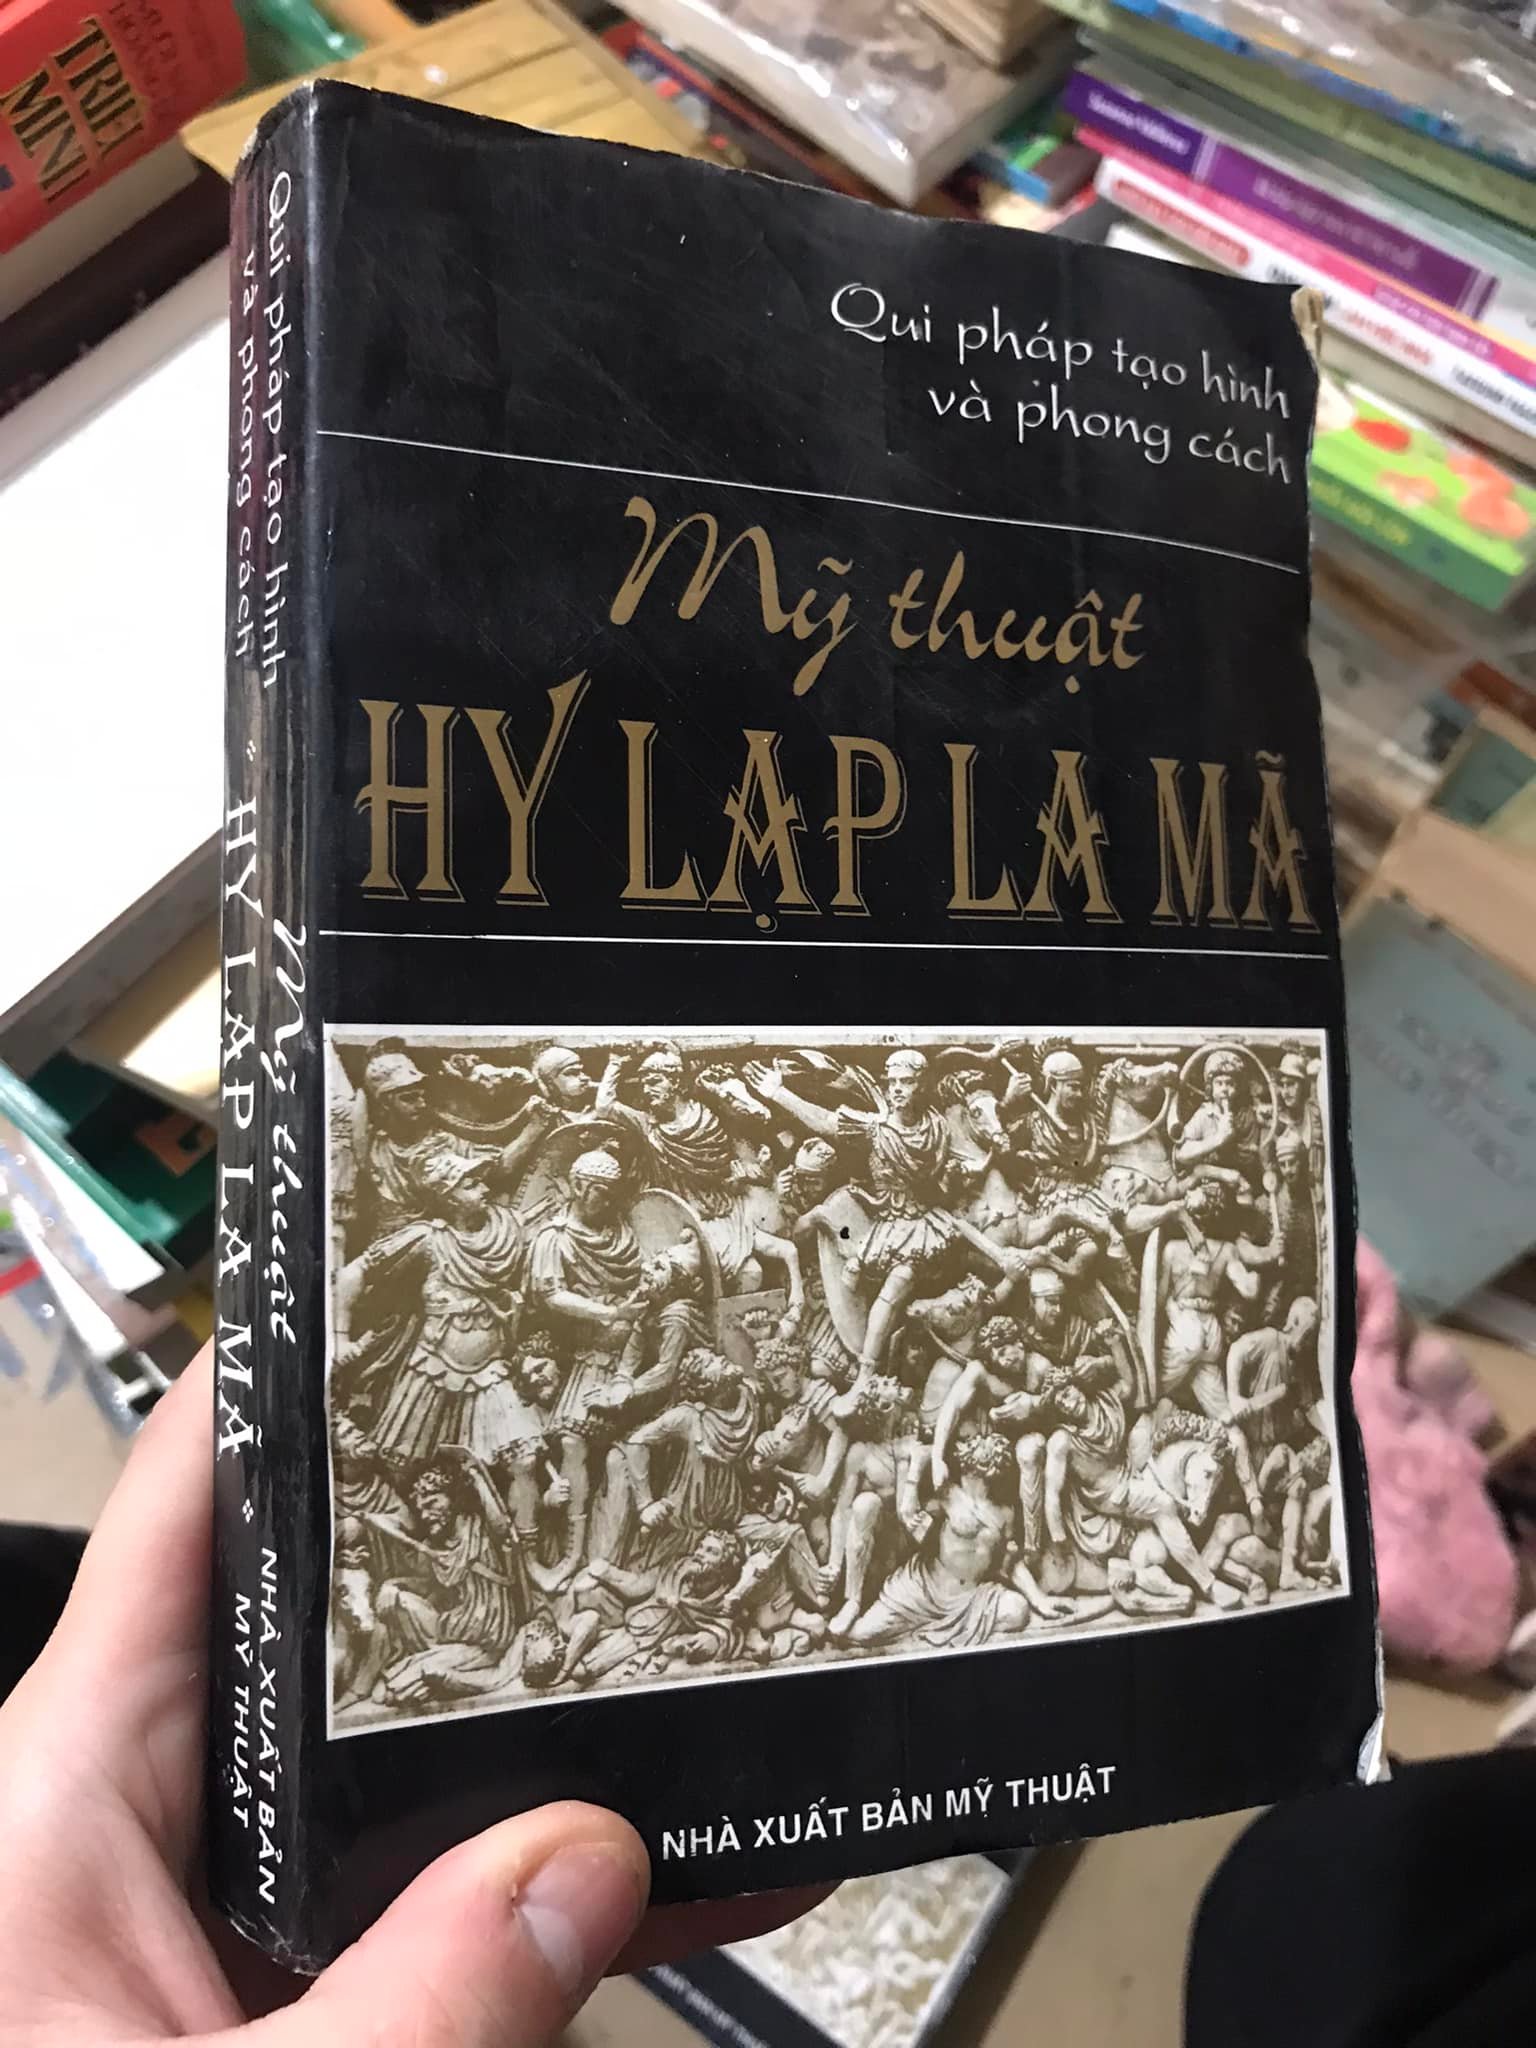 Qui pháp tạo hình
và phong cách
Mỹ thuật
HY LẠP LA MÃ
NHÀ XUẤT BẢN MỸ THUẬT
Qui pháp tạo hình
và phong cách
Mỹ thuật
HY LẠP LA MÃ
NHÀ XUẤT BẢN
MỸ THUẬT
TRIỀU
MINH